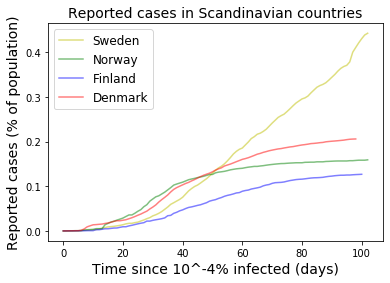 Reported cases in Scandinavian countries
Sweden
Norway
Finland
Denmark
Reported cases (% of population)
0.4
0.3
0.2
0.1
0.0
0
20
40
60
80
100
Time since 10^-4% infected (days)